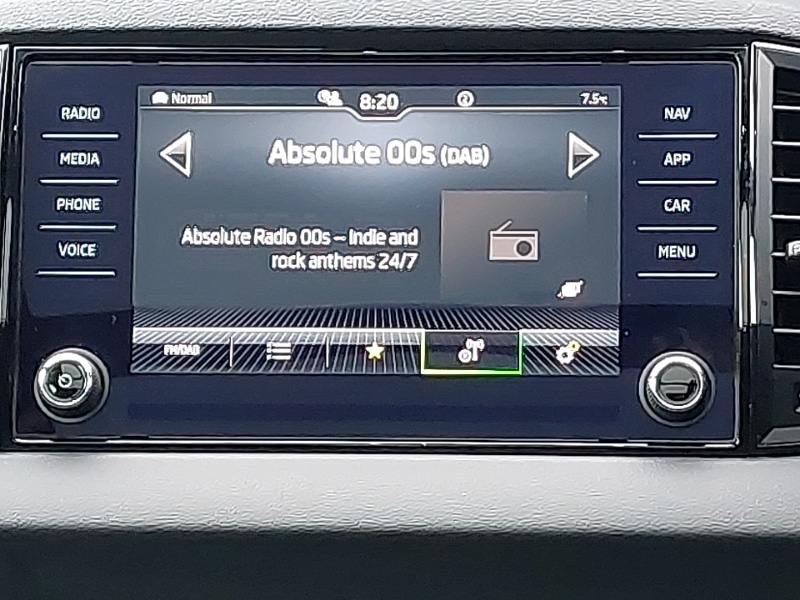 Normal
8:20
7.5°C
RADIO
MEDIA
PHONE
VOICE
Absolute 00s (DAB)
Absolute Radio 00s – Indie and
rock anthems 24/7
FM/DAB
NAV
APP
CAR
MENU